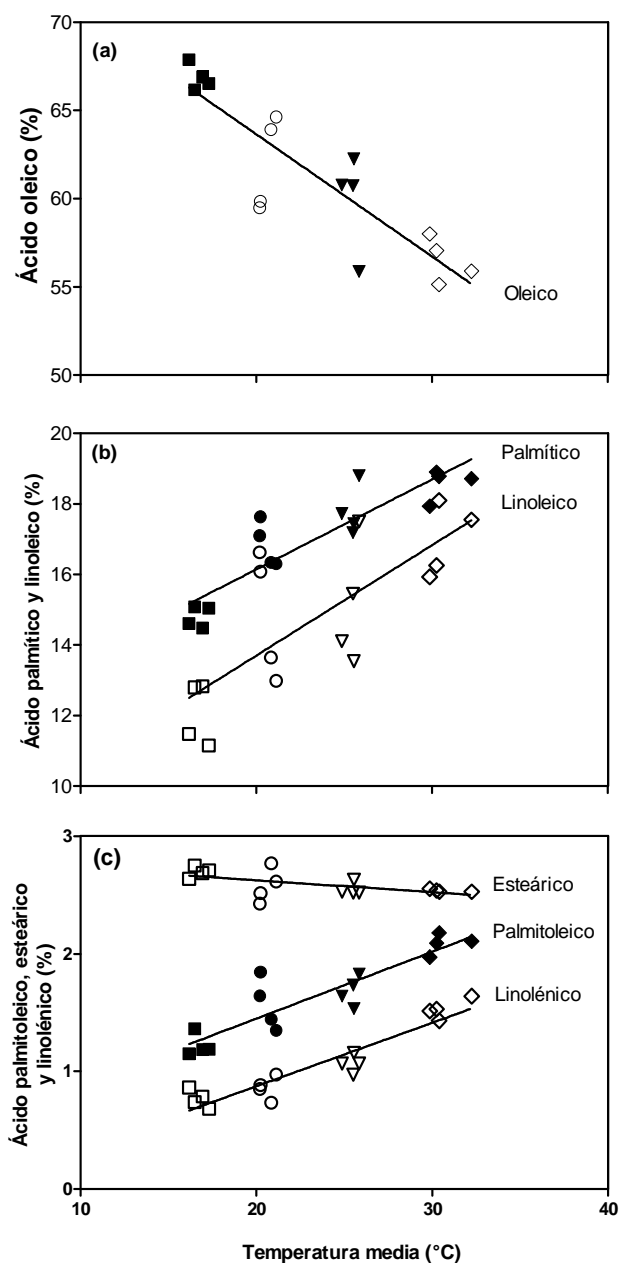 (a)
Ácido oleico (%)
65
60
55
50
Oleico
(b)
Ácido palmítico y linoleico (%)
20
18
16
14
12
10
Palmítico
Linoleico
(c)
Ácido palmitoleico, esteárico
y linolénico (%)
3
2
1
0
Esteárico
Palmitoleico
Linolénico
10 20 30 40
Temperatura media (°C)